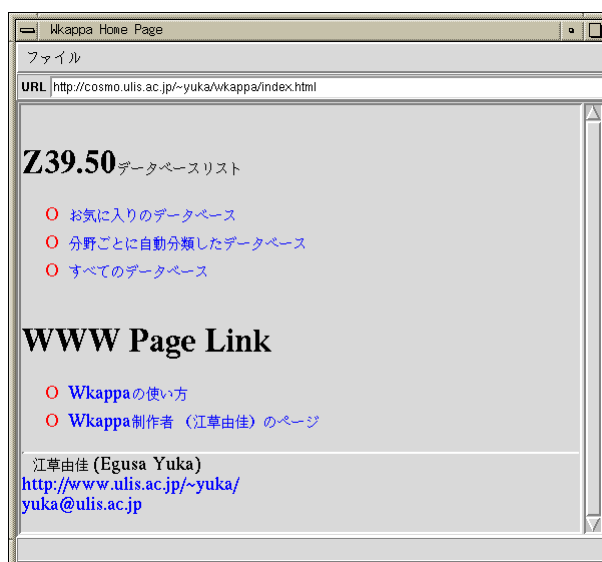 Wkappa Home Page
ファイル
URL http://cosmo.ulis.ac.jp/~yuka/wkappa/index.html
Z39.50データベースリスト
O お気に入りのデータベース
O 分野ごとに自動分類したデータベース
O すべてのデータベース
WWW Page Link
O Wkappaの使い方
O Wkappa制作者 （江草由佳）のページ
江草由佳 (Egusa Yuka)
http://www.ulis.ac.jp/~yuka/
yuka@ulis.ac.jp